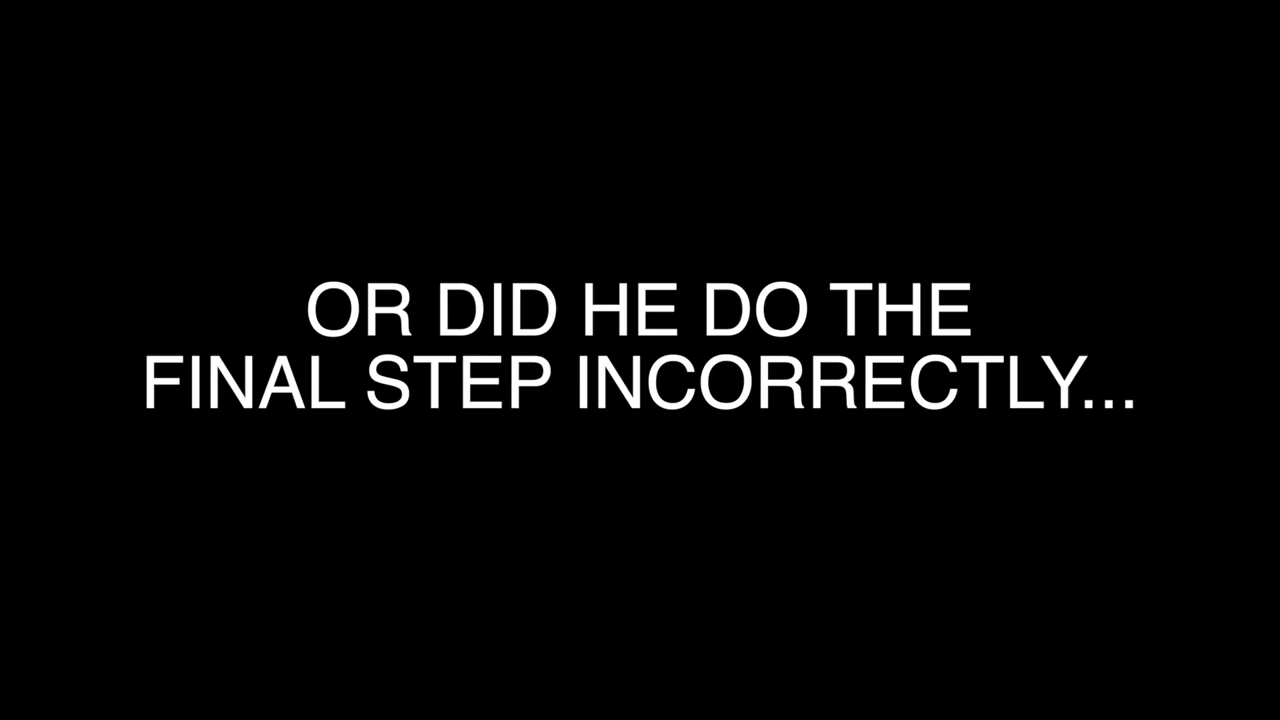 OR DID HE DO THE
FINAL STEP INCORRECTLY...